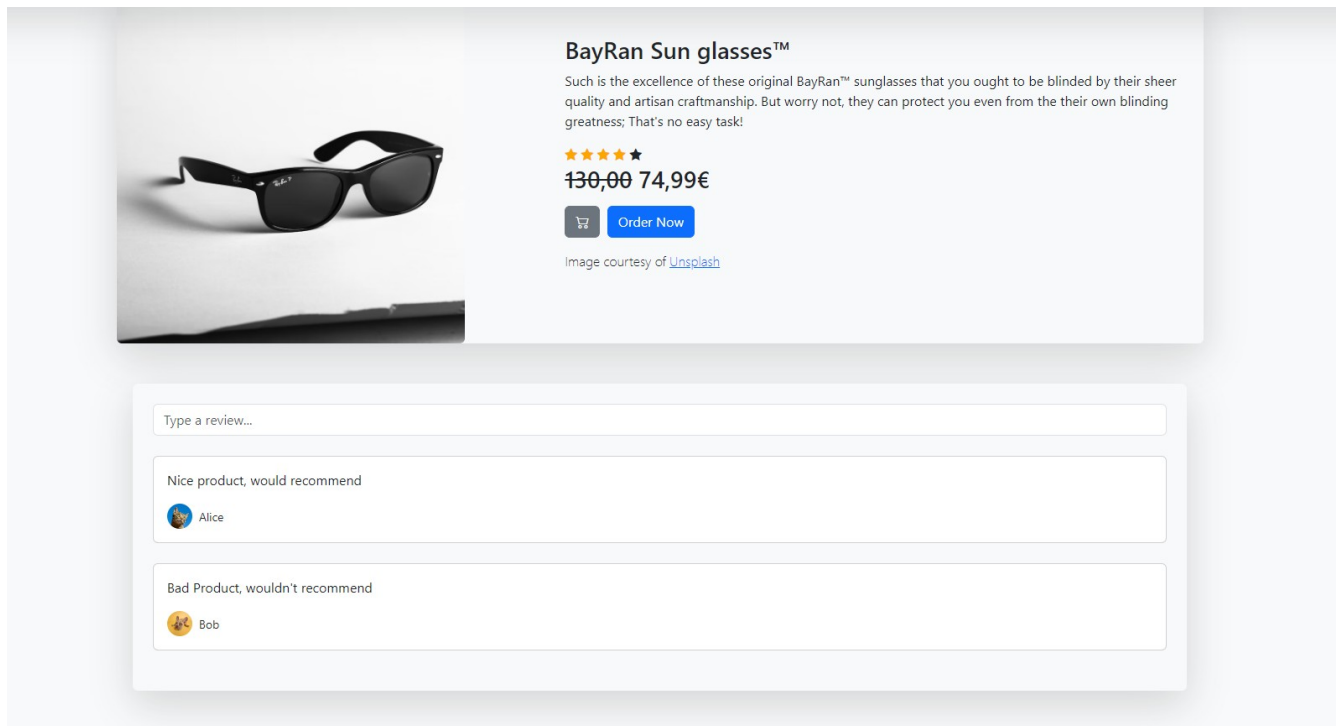 BayRan Sun glasses™
Such is the excellence of these original BayRan™ sunglasses that you ought to be blinded by their sheer
quality and artisan craftmanship. But worry not, they can protect you even from the their own blinding
greatness; That's no easy task!
130,00 74,99€
Order Now
Image courtesy of Unsplash
Type a review...
Nice product, would recommend
Alice
Bad Product, wouldn't recommend
Bob